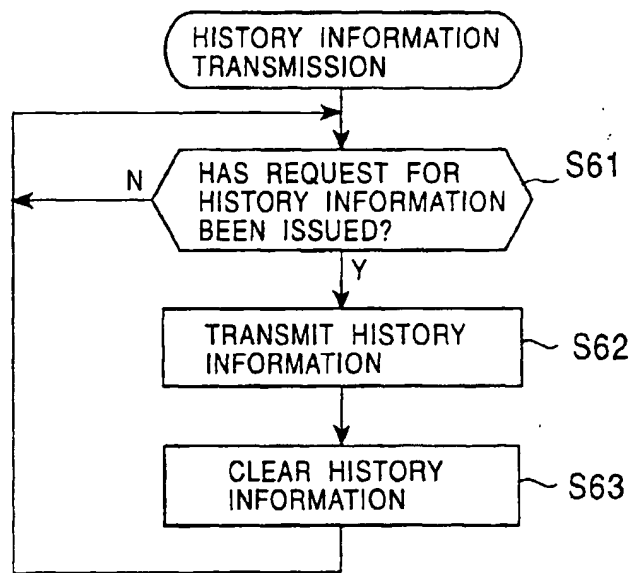 HISTORY INFORMATION
TRANSMISSION
N
HAS REQUEST FOR
HISTORY INFORMATION
BEEN ISSUED?
S61
Y
TRANSMIT HISTORY
INFORMATION
S62
CLEAR HISTORY
INFORMATION
S63